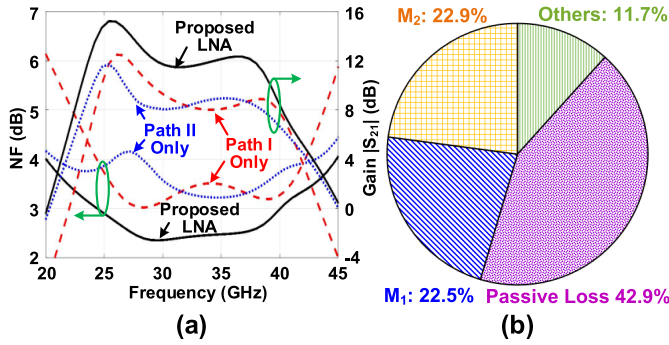 7
6
5
4
3
2
NF (dB)
16
12
8
4
0
-4
Gain |S21| (dB)
20
25
30
35
40
45
Frequency (GHz)
Proposed
LNA
Path II
Only
Path I
Only
Proposed
LNA
(a)
M2: 22.9%
Others: 11.7%
M1: 22.5%
Passive Loss 42.9%
(b)